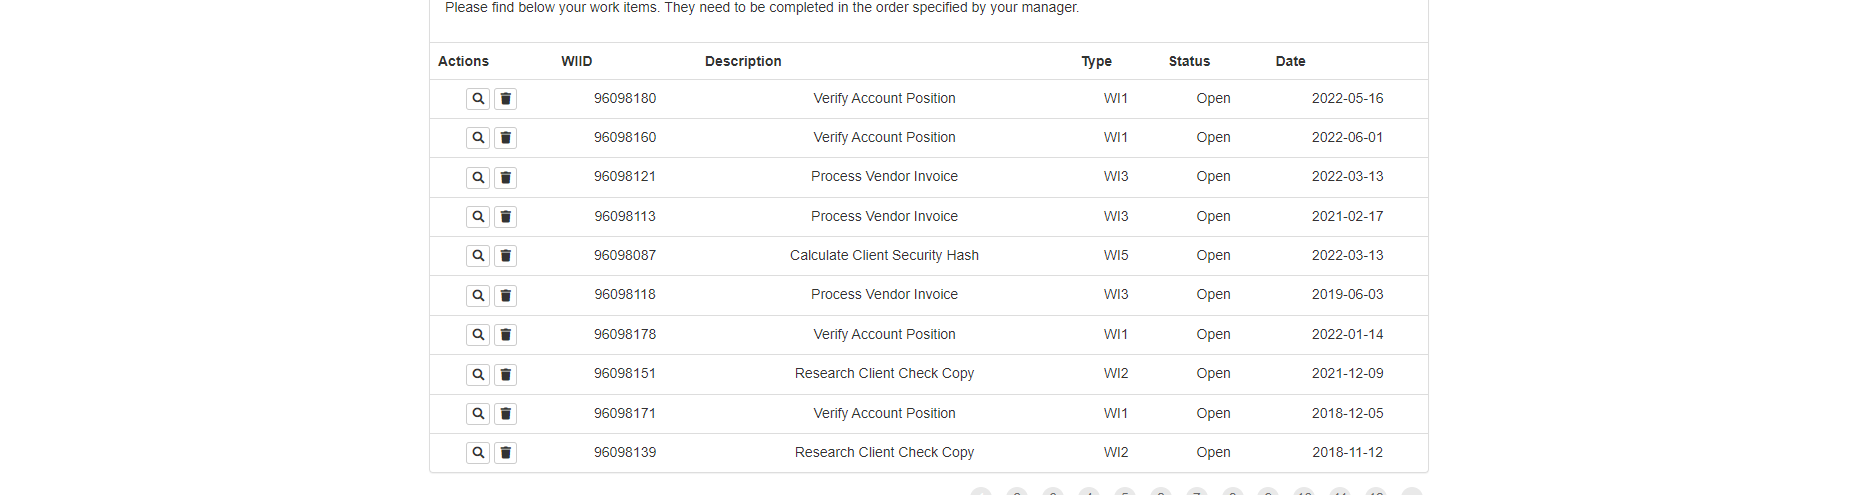 Please find below your work items. They need to be completed in the order specified by your manager.
Actions WIID Description Type Status Date
96098180 Verify Account Position WI1 Open 2022-05-16
96098160 Verify Account Position WI1 Open 2022-06-01
96098121 Process Vendor Invoice WI3 Open 2022-03-13
96098113 Process Vendor Invoice WI3 Open 2021-02-17
96098087 Calculate Client Security Hash WI5 Open 2022-03-13
96098118 Process Vendor Invoice WI3 Open 2019-06-03
96098178 Verify Account Position WI1 Open 2022-01-14
96098151 Research Client Check Copy WI2 Open 2021-12-09
96098171 Verify Account Position WI1 Open 2018-12-05
96098139 Research Client Check Copy WI2 Open 2018-11-12